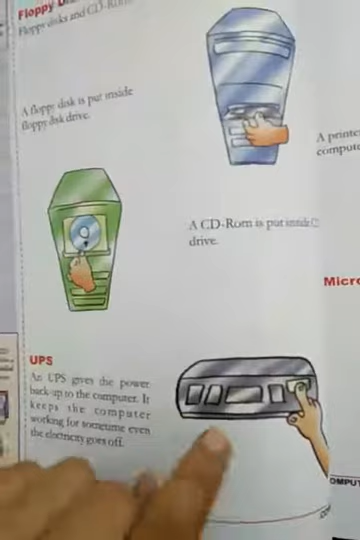 Floppy
Floppy disks and CD-Rom
A floppy disk is put inside
floppy disk drive.
A printe
compute
A CD-Rom is put inside
drive.
Micro
UPS
An UPS gives the power
back-up to the computer. It
keeps the computer
working for sometime even
the electricity goes off.
OMPUT